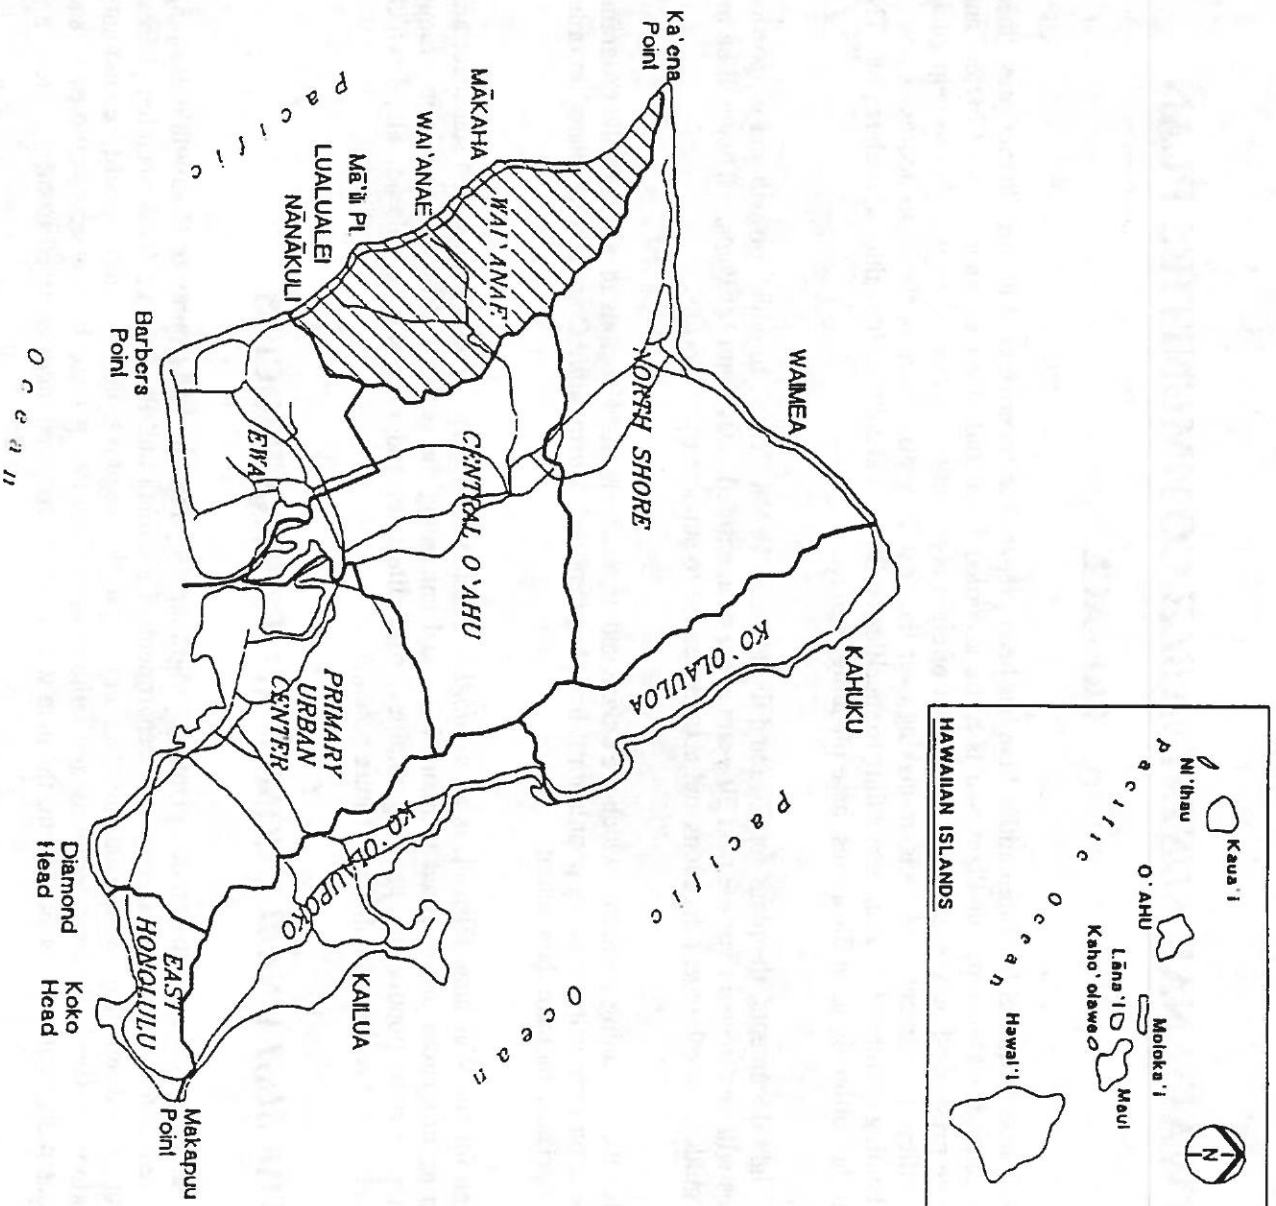 Ka'ena
Point
MĀKAHA
WAI'ANAE
Mā'ili Pt.
LUALUALEI
NĀNĀKULI
Pacific
Ocean
WAI'ANAE
Barbers
Point
EWA
CENTRAL O'AHU
NORTH SHORE
WAIMEA
KAHUKU
KO'OLAULOA
PRIMARY
URBAN
CENTER
KO'OLAUPOKO
KAILUA
EAST
HONOLULU
Diamond
Head
Koko
Head
Makapuu
Point
Pacific
Ocean
HAWAIIAN ISLANDS
Kaua'i
Ni'ihau
O'AHU
Moloka'i
Lāna'i
Kaho'olawe
Maui
Hawai'i
Pacific Ocean
N